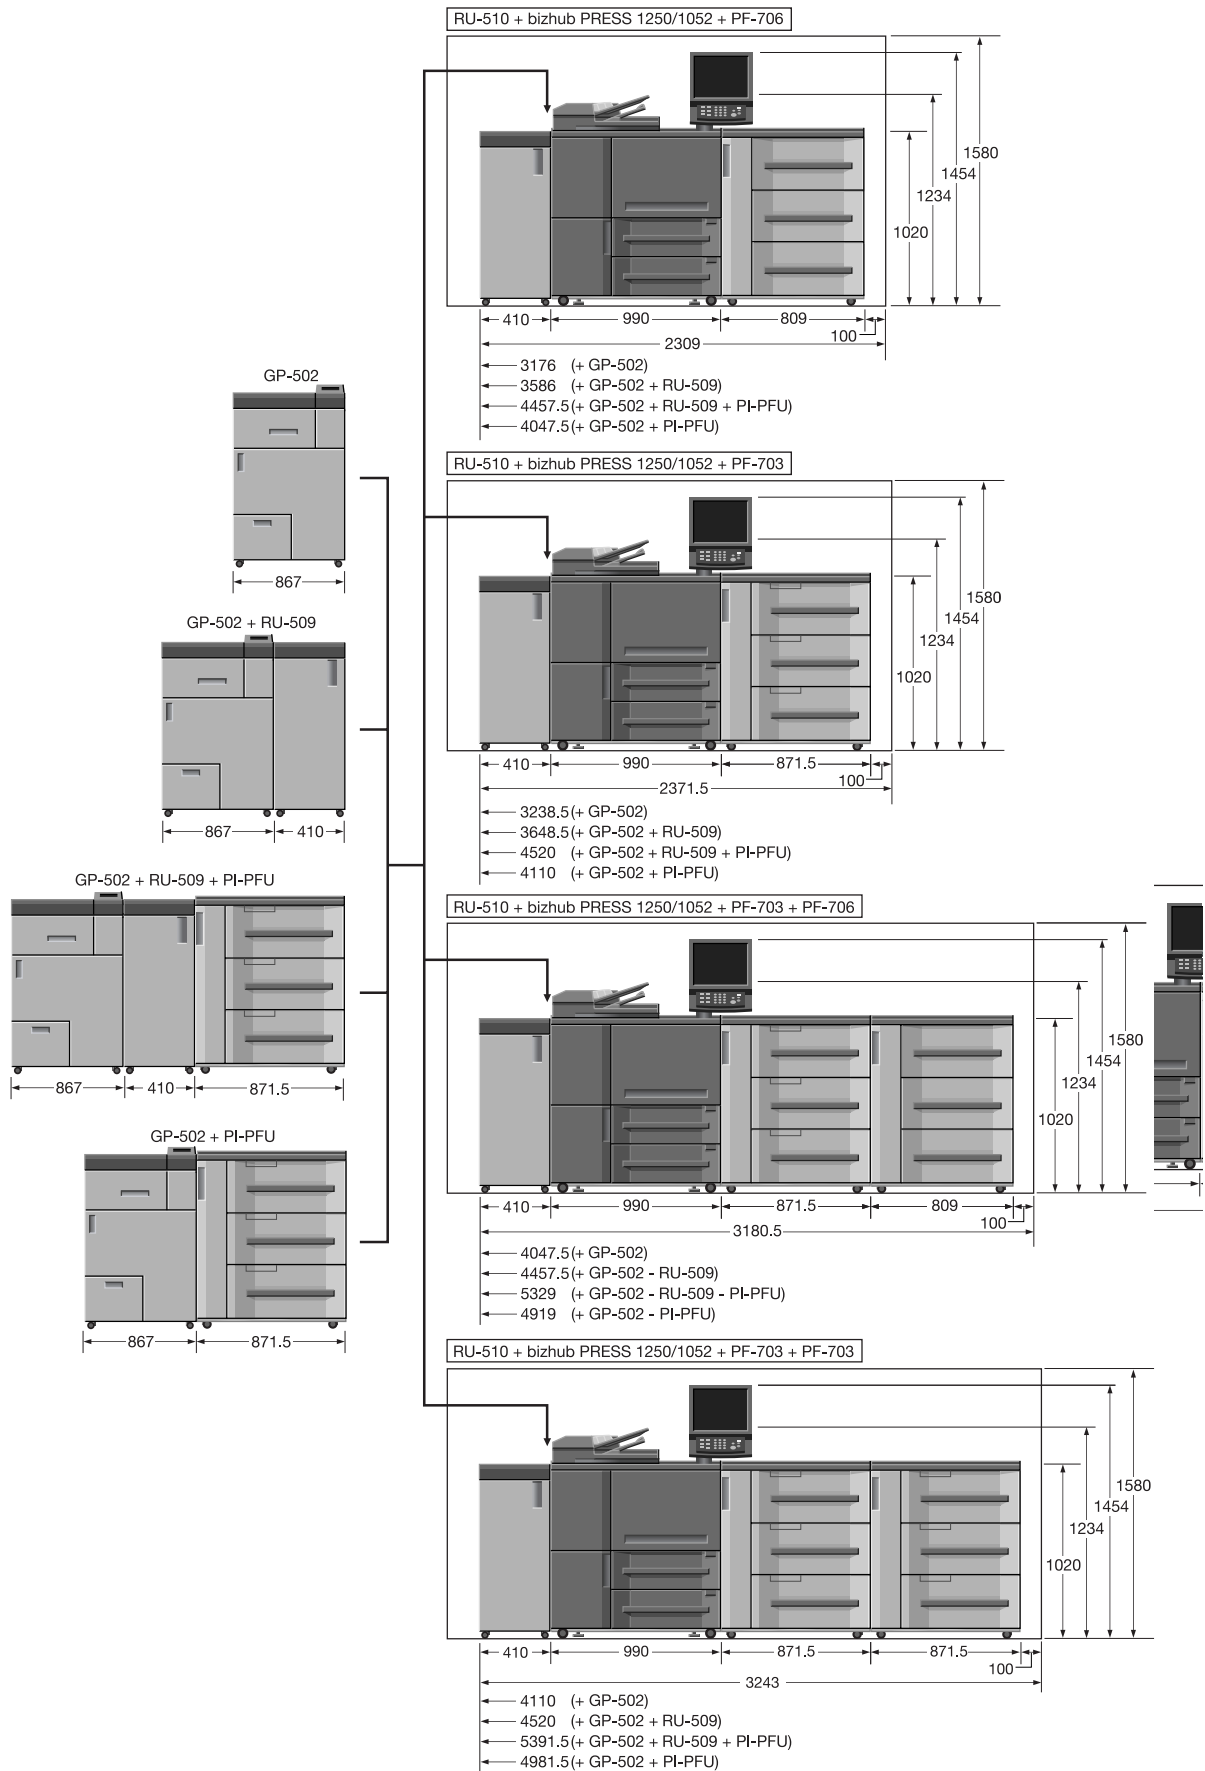 RU-510 + bizhub PRESS 1250/1052 + PF-706
1580
1454
1234
1020
410 990 809 100
2309
3176 (+ GP-502)
3586 (+ GP-502 + RU-509)
4457.5 (+ GP-502 + RU-509 + PI-PFU)
4047.5 (+ GP-502 + PI-PFU)
GP-502
867
GP-502 + RU-509
867 410
GP-502 + RU-509 + PI-PFU
867 410 871.5
GP-502 + PI-PFU
867 871.5
RU-510 + bizhub PRESS 1250/1052 + PF-703
1580
1454
1234
1020
410 990 871.5 100
2371.5
3238.5 (+ GP-502)
3648.5 (+ GP-502 + RU-509)
4520 (+ GP-502 + RU-509 + PI-PFU)
4110 (+ GP-502 + PI-PFU)
RU-510 + bizhub PRESS 1250/1052 + PF-703 + PF-706
1580
1454
1234
1020
410 990 871.5 809 100
3180.5
4047.5 (+ GP-502)
4457.5 (+ GP-502 - RU-509)
5329 (+ GP-502 - RU-509 - PI-PFU)
4919 (+ GP-502 - PI-PFU)
RU-510 + bizhub PRESS 1250/1052 + PF-703 + PF-703
1580
1454
1234
1020
410 990 871.5 871.5 100
3243
4110 (+ GP-502)
4520 (+ GP-502 + RU-509)
5391.5 (+ GP-502 + RU-509 + PI-PFU)
4981.5 (+ GP-502 + PI-PFU)